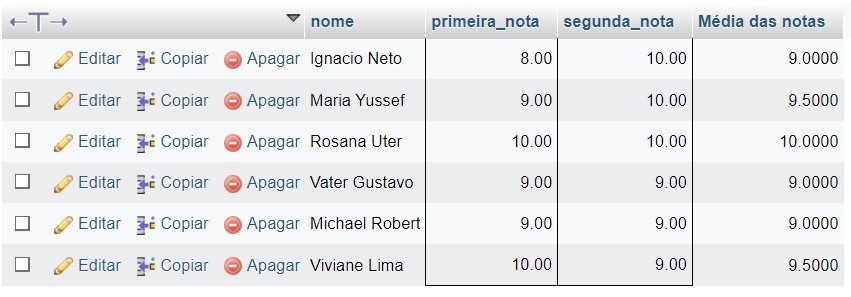 nome primeira_nota segunda_nota Média das notas
Editar Copiar Apagar Ignacio Neto 8.00 10.00 9.0000
Editar Copiar Apagar Maria Yussef 9.00 10.00 9.5000
Editar Copiar Apagar Rosana Uter 10.00 10.00 10.0000
Editar Copiar Apagar Vater Gustavo 9.00 9.00 9.0000
Editar Copiar Apagar Michael Robert 9.00 9.00 9.0000
Editar Copiar Apagar Viviane Lima 10.00 9.00 9.5000